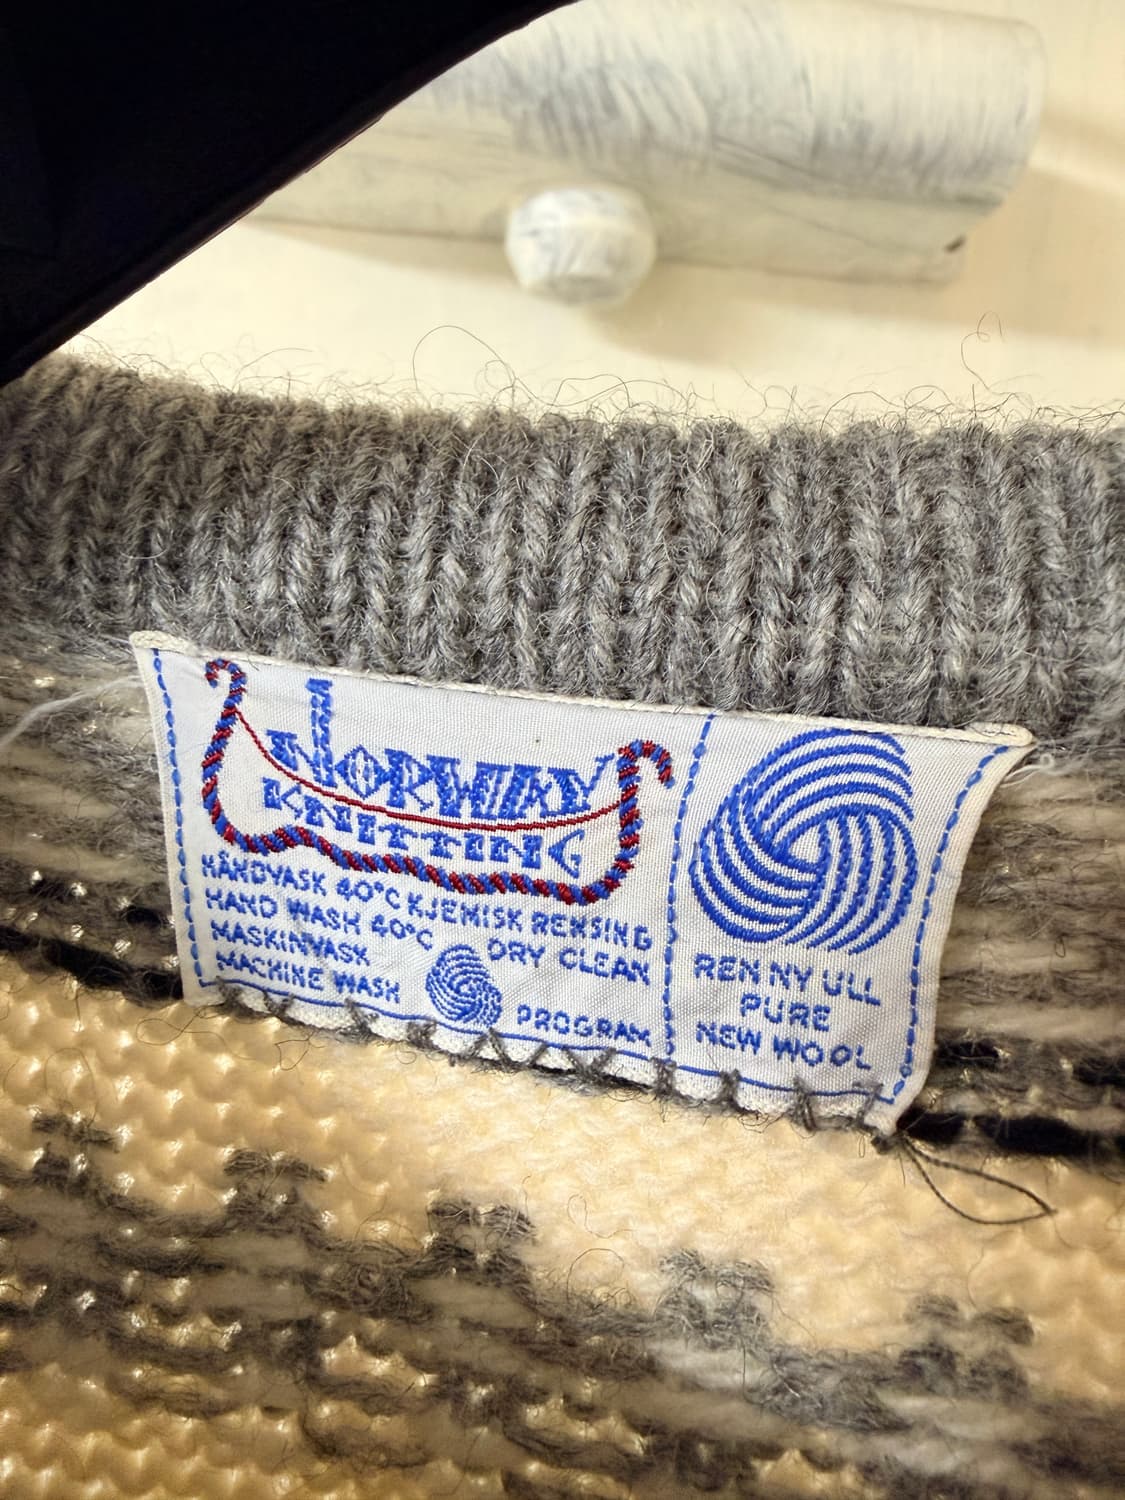 NORWAY
KNITTING
HÅNDVASK 40°C KJEMISK RENSING
HAND WASH 40°C DRY CLEAN
MASKINVASK
MACHINE WASH PROGRAM
REN NY ULL
PURE
NEW WOOL